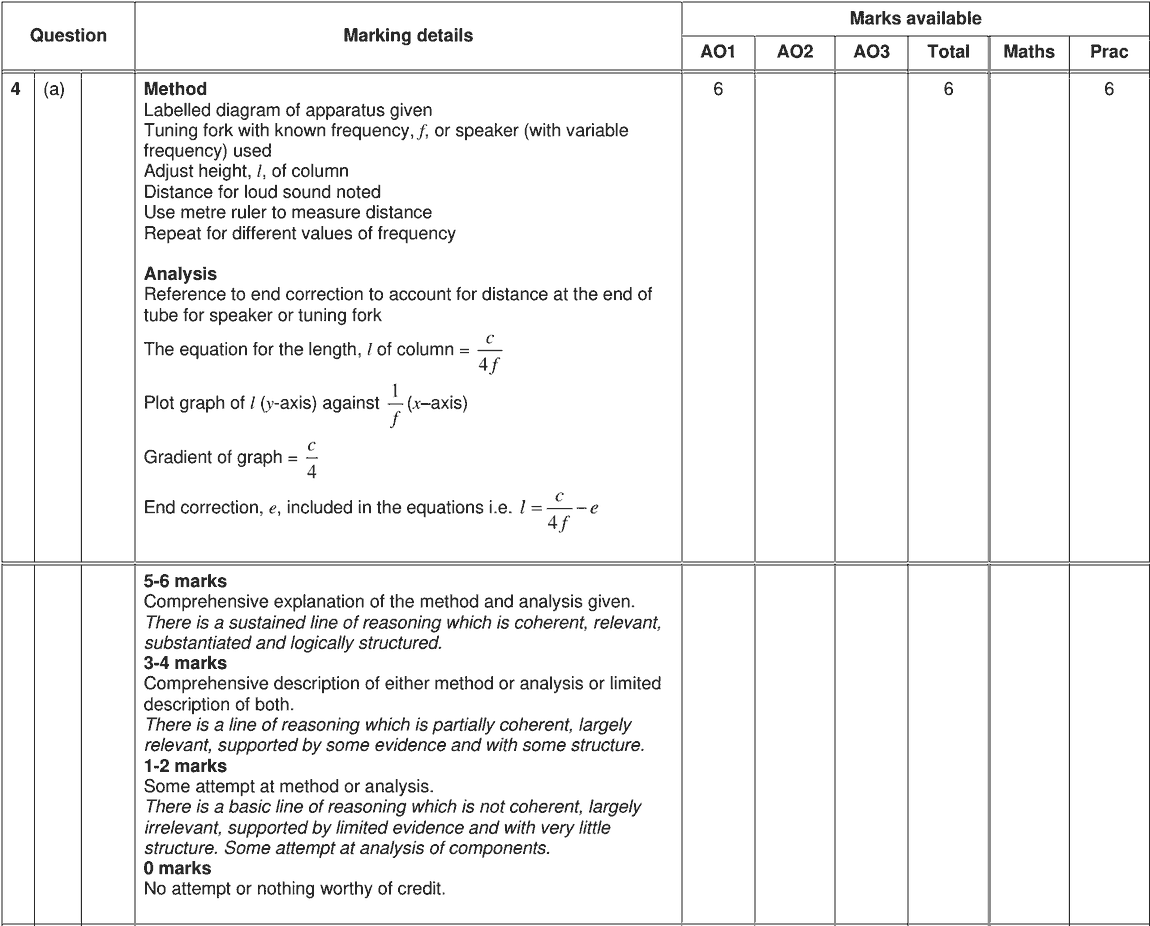 Question
Marking details
Marks available
AO1 AO2 AO3 Total Maths Prac
4 (a) Method 6 6 6
Labelled diagram of apparatus given
Tuning fork with known frequency, f, or speaker (with variable
frequency) used
Adjust height, l, of column
Distance for loud sound noted
Use metre ruler to measure distance
Repeat for different values of frequency
Analysis
Reference to end correction to account for distance at the end of
tube for speaker or tuning fork
The equation for the length, l of column = c/4f
Plot graph of l (y-axis) against 1/f (x–axis)
Gradient of graph = c/4
End correction, e, included in the equations i.e. l = c/4f − e
5-6 marks
Comprehensive explanation of the method and analysis given.
There is a sustained line of reasoning which is coherent, relevant,
substantiated and logically structured.
3-4 marks
Comprehensive description of either method or analysis or limited
description of both.
There is a line of reasoning which is partially coherent, largely
relevant, supported by some evidence and with some structure.
1-2 marks
Some attempt at method or analysis.
There is a basic line of reasoning which is not coherent, largely
irrelevant, supported by limited evidence and with very little
structure. Some attempt at analysis of components.
0 marks
No attempt or nothing worthy of credit.